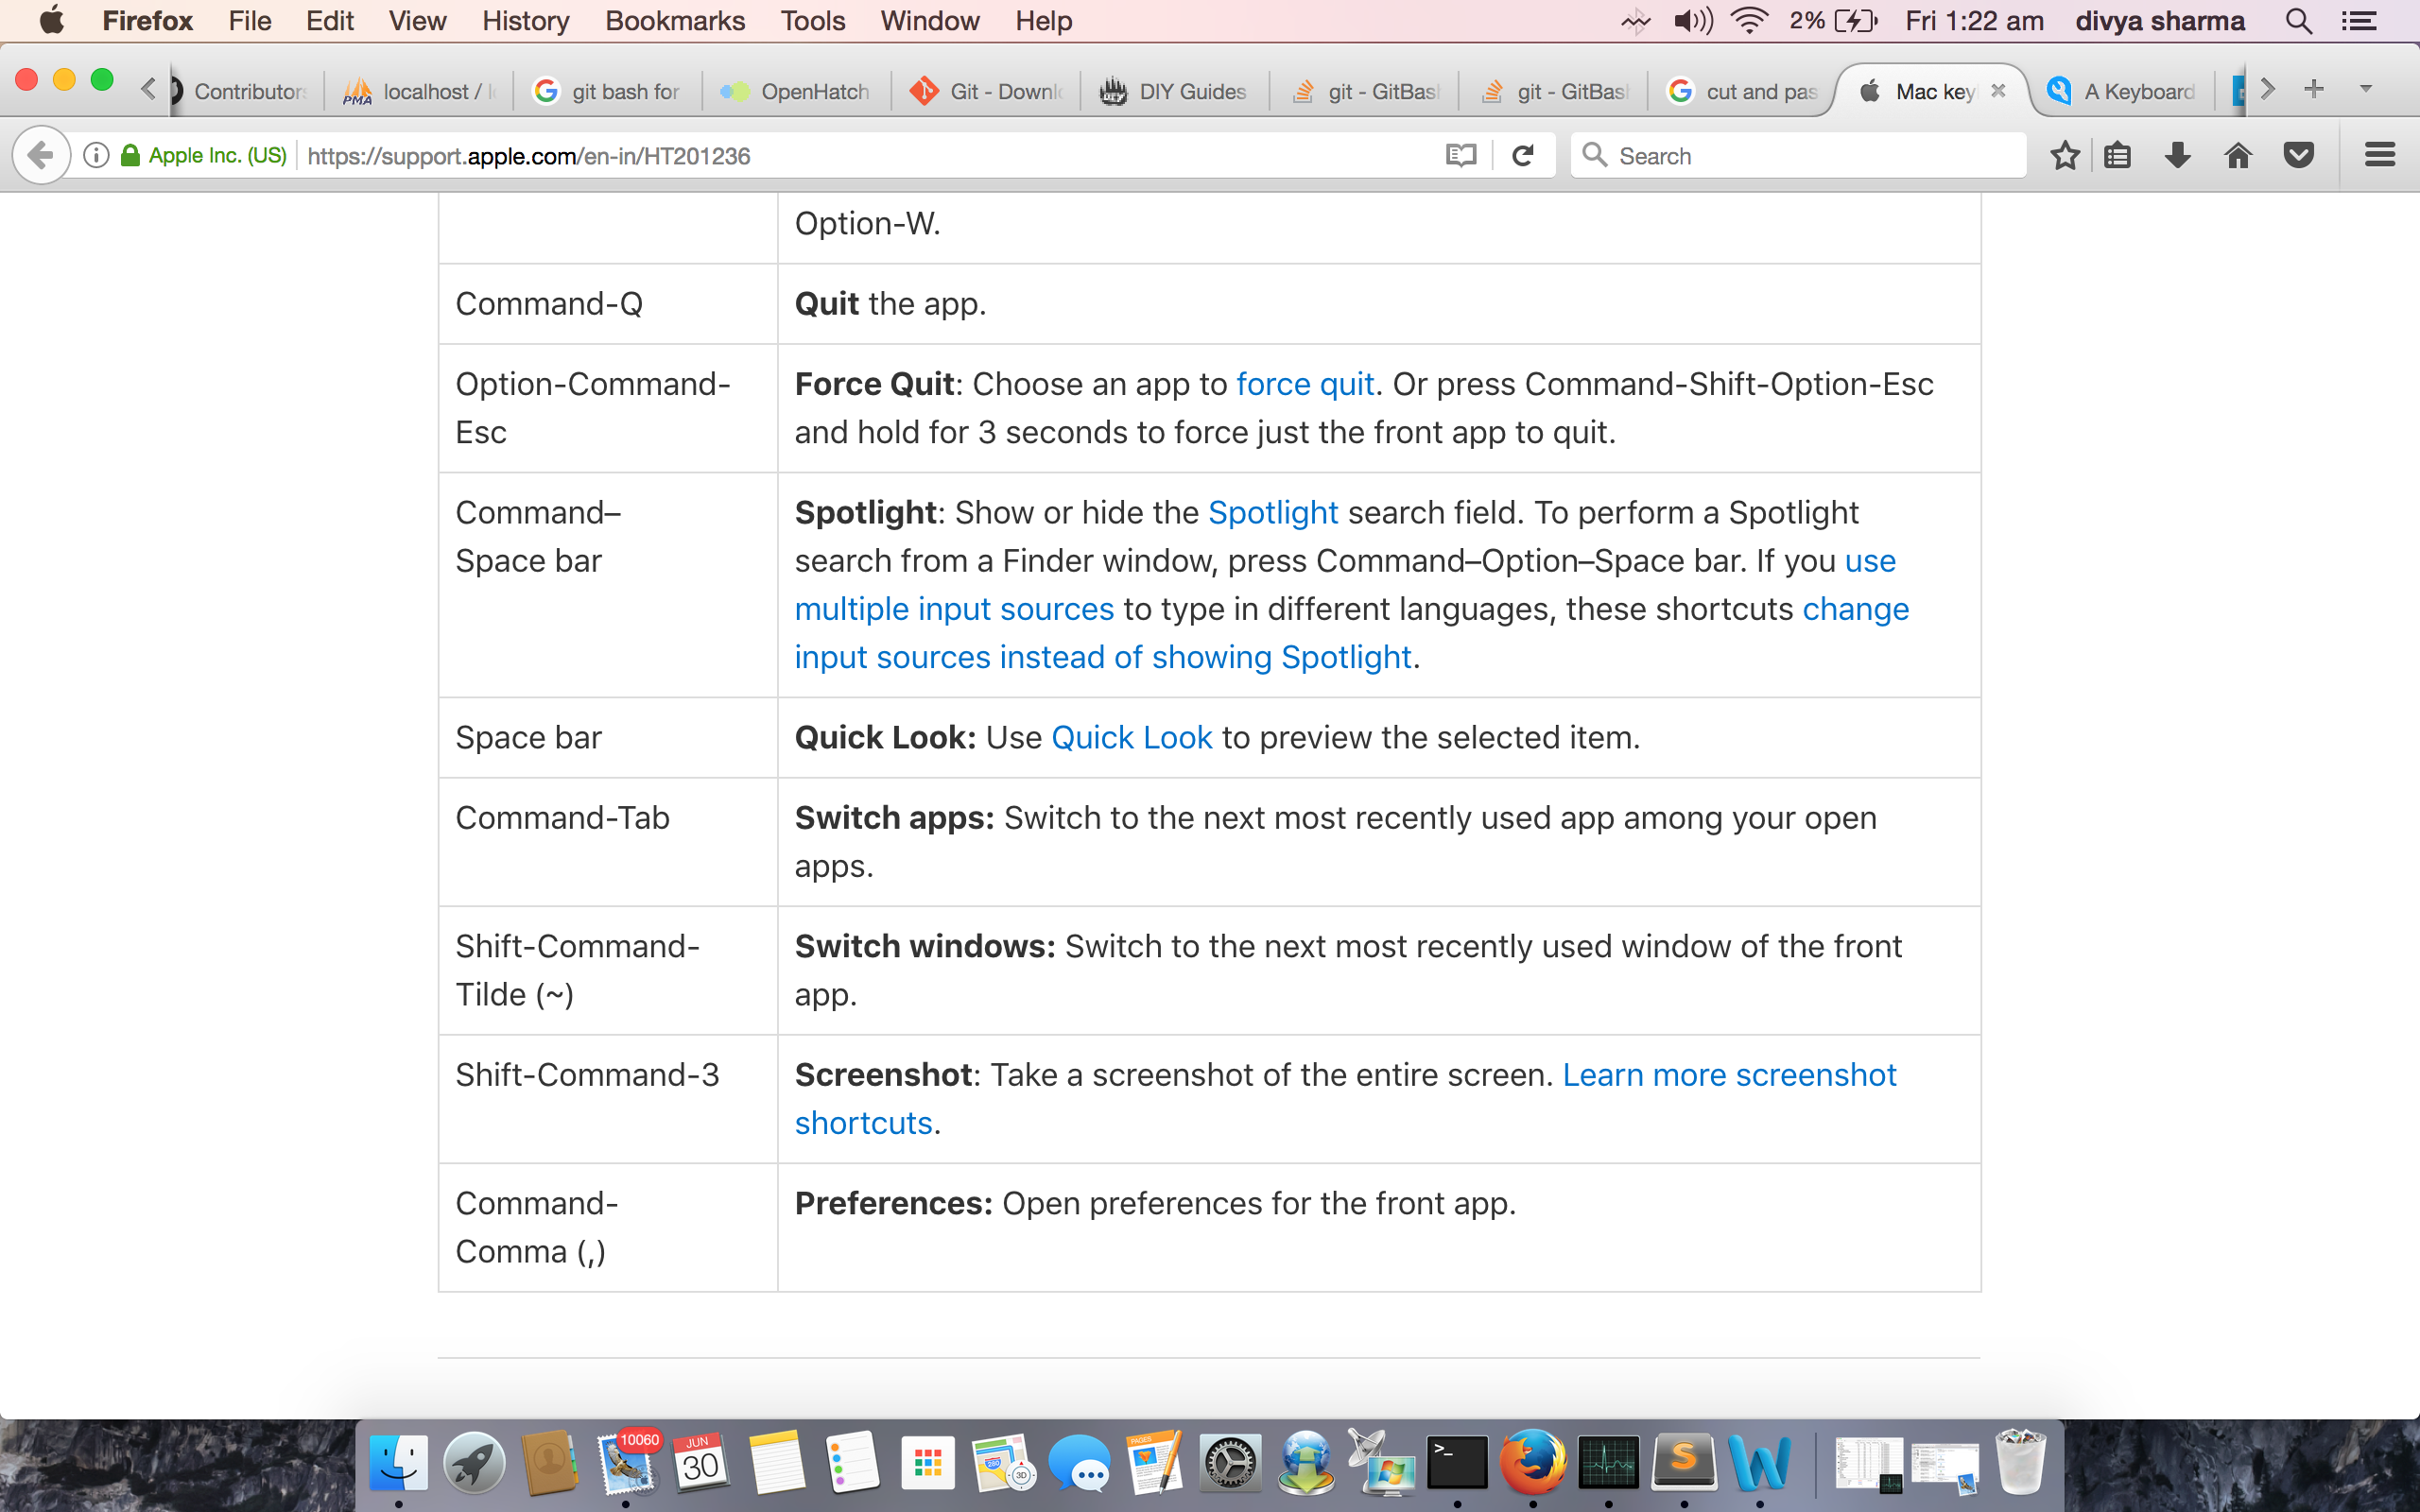 Firefox File Edit View History Bookmarks Tools Window Help 2% Fri 1:22 am divya sharma
Contributor localhost / git bash for OpenHatch Git - Downl DIY Guides git - GitBas git - GitBas cut and pas Mac key A Keyboard
Apple Inc. (US) https://support.apple.com/en-in/HT201236 Search
Option-W.
Command-Q Quit the app.
Option-Command- Force Quit: Choose an app to force quit. Or press Command-Shift-Option-Esc
Esc and hold for 3 seconds to force just the front app to quit.
Command– Spotlight: Show or hide the Spotlight search field. To perform a Spotlight
Space bar search from a Finder window, press Command–Option–Space bar. If you use
multiple input sources to type in different languages, these shortcuts change
input sources instead of showing Spotlight.
Space bar Quick Look: Use Quick Look to preview the selected item.
Command-Tab Switch apps: Switch to the next most recently used app among your open
apps.
Shift-Command- Switch windows: Switch to the next most recently used window of the front
Tilde (~) app.
Shift-Command-3 Screenshot: Take a screenshot of the entire screen. Learn more screenshot
shortcuts.
Command- Preferences: Open preferences for the front app.
Comma (,)
10060 JUN PAGES
30 280 3D >_ S W